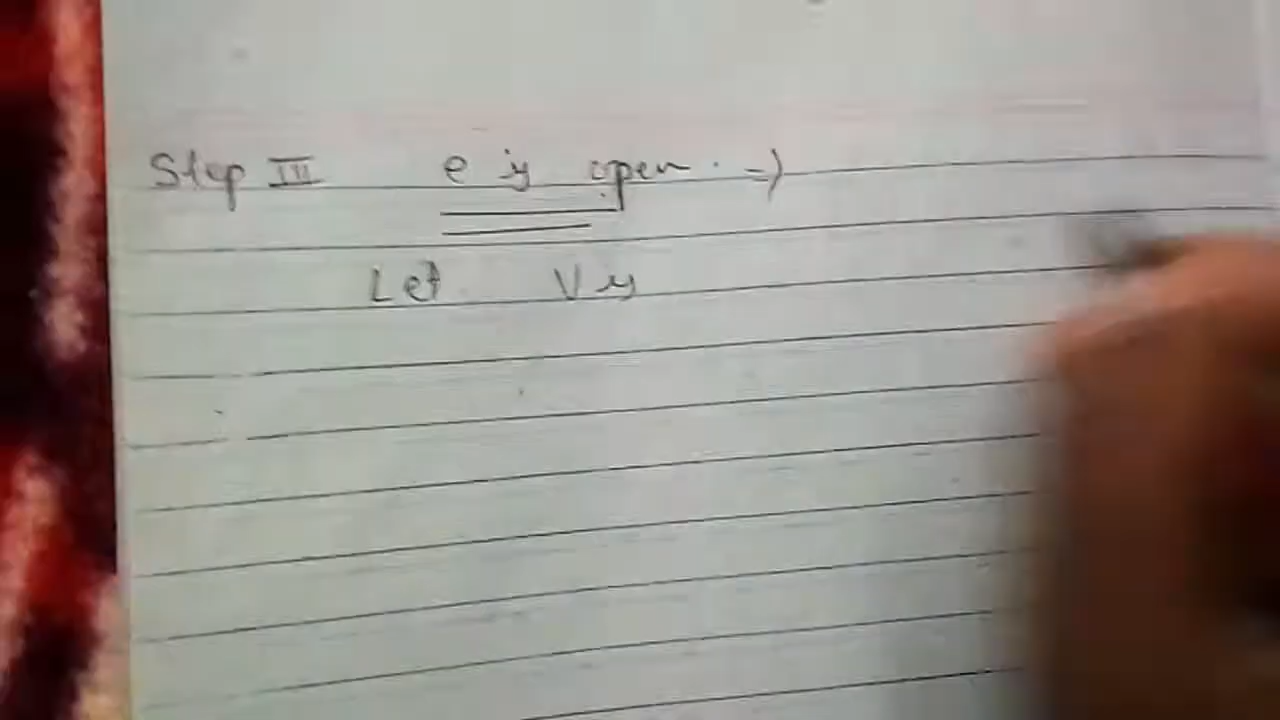 Step III e is open. =)
Let V is